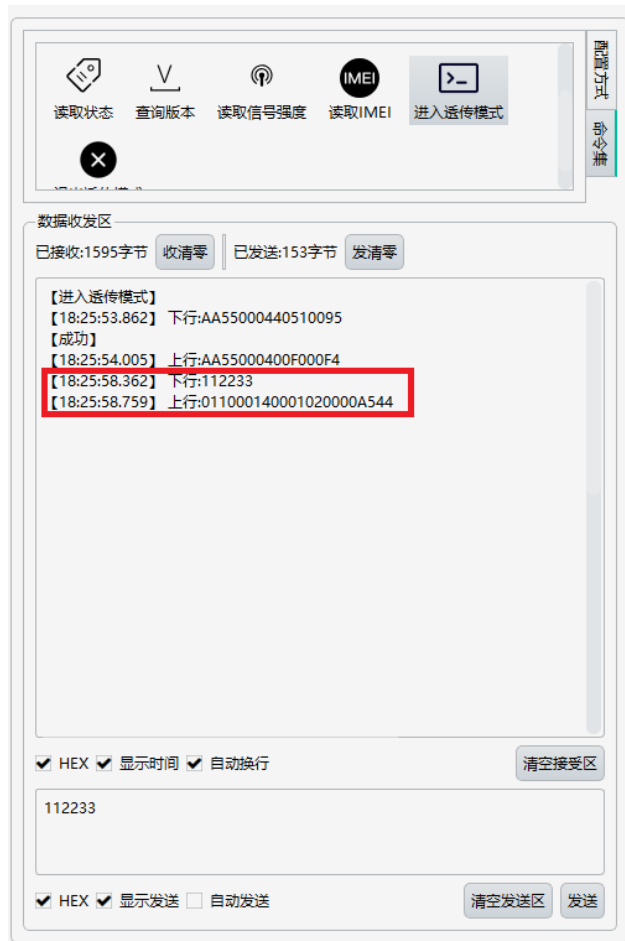 配置方式
命令集
读取状态 查询版本 读取信号强度 IMEI 读取IMEI 进入透传模式
数据收发区
已接收:1595字节 收清零 已发送:153字节 发清零
【进入透传模式】
【18:25:53.862】 下行:AA55000440510095
【成功】
【18:25:54.005】 上行:AA55000400F000F4
【18:25:58.362】 下行:112233
【18:25:58.759】 上行:011000140001020000A544
HEX 显示时间 自动换行 清空接受区
112233
HEX 显示发送 自动发送 清空发送区 发送